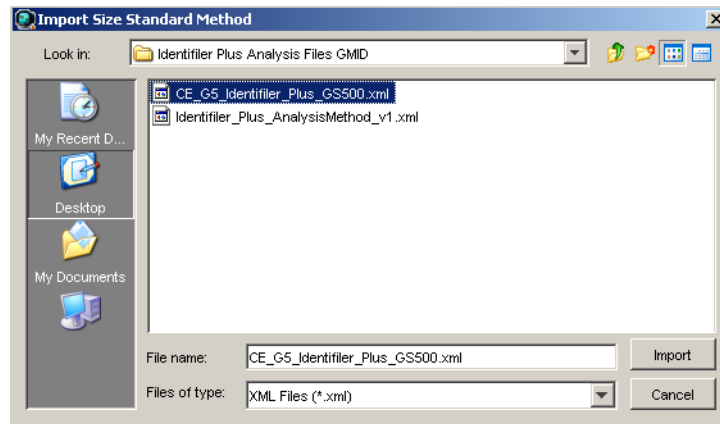 Import Size Standard Method
Look in: Identifiler Plus Analysis Files GMID
CE_G5_Identifiler_Plus_GS500.xml
Identifiler_Plus_AnalysisMethod_v1.xml
My Recent D...
Desktop
My Documents
File name: CE_G5_Identifiler_Plus_GS500.xml Import
Files of type: XML Files (*.xml) Cancel